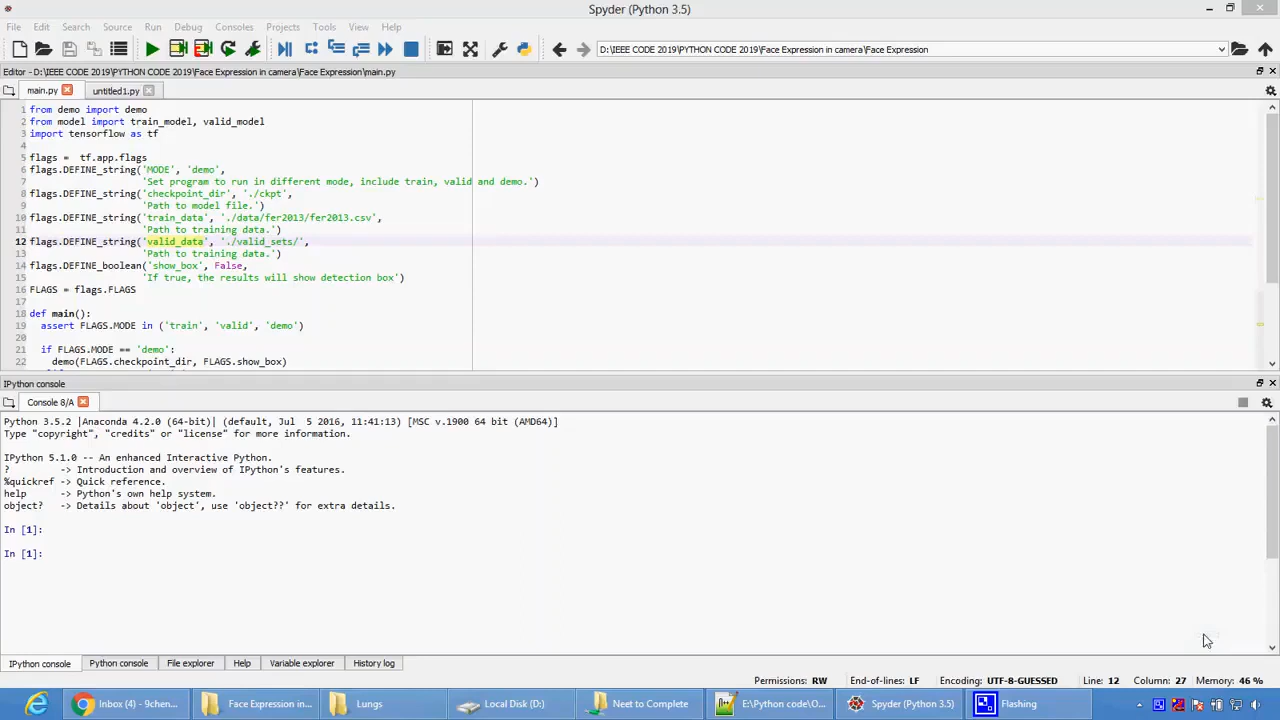 Spyder (Python 3.5)
File Edit Search Source Run Debug Consoles Projects Tools View Help
D:\IEEE CODE 2019\PYTHON CODE 2019\Face Expression in camera\Face Expression
Editor - D:\IEEE CODE 2019\PYTHON CODE 2019\Face Expression in camera\Face Expression\main.py
main.py untitled1.py
1 from demo import demo
2 from model import train_model, valid_model
3 import tensorflow as tf
4
5 flags =  tf.app.flags
6 flags.DEFINE_string('MODE', 'demo',
7 'Set program to run in different mode, include train, valid and demo.')
8 flags.DEFINE_string('checkpoint_dir', './ckpt',
9 'Path to model file.')
10 flags.DEFINE_string('train_data', './data/fer2013/fer2013.csv',
11 'Path to training data.')
12 flags.DEFINE_string('valid_data', './valid_sets/',
13 'Path to training data.')
14 flags.DEFINE_boolean('show_box', False,
15 'If true, the results will show detection box')
16 FLAGS = flags.FLAGS
17
18 def main():
19 assert FLAGS.MODE in ('train', 'valid', 'demo')
20
21 if FLAGS.MODE == 'demo':
22 demo(FLAGS.checkpoint_dir, FLAGS.show_box)
IPython console
Console 8/A
Python 3.5.2 |Anaconda 4.2.0 (64-bit)| (default, Jul  5 2016, 11:41:13) [MSC v.1900 64 bit (AMD64)]
Type "copyright", "credits" or "license" for more information.
IPython 5.1.0 -- An enhanced Interactive Python.
? -> Introduction and overview of IPython's features.
%quickref -> Quick reference.
help -> Python's own help system.
object? -> Details about 'object', use 'object??' for extra details.
In [1]:
In [1]:
IPython console Python console File explorer Help Variable explorer History log
Permissions: RW End-of-lines: LF Encoding: UTF-8-GUESSED Line: 12 Column: 27 Memory: 46 %
Inbox (4) - 9chen... Face Expression in... Lungs Local Disk (D:) Neet to Complete E:\Python code\O... Spyder (Python 3.5) Flashing